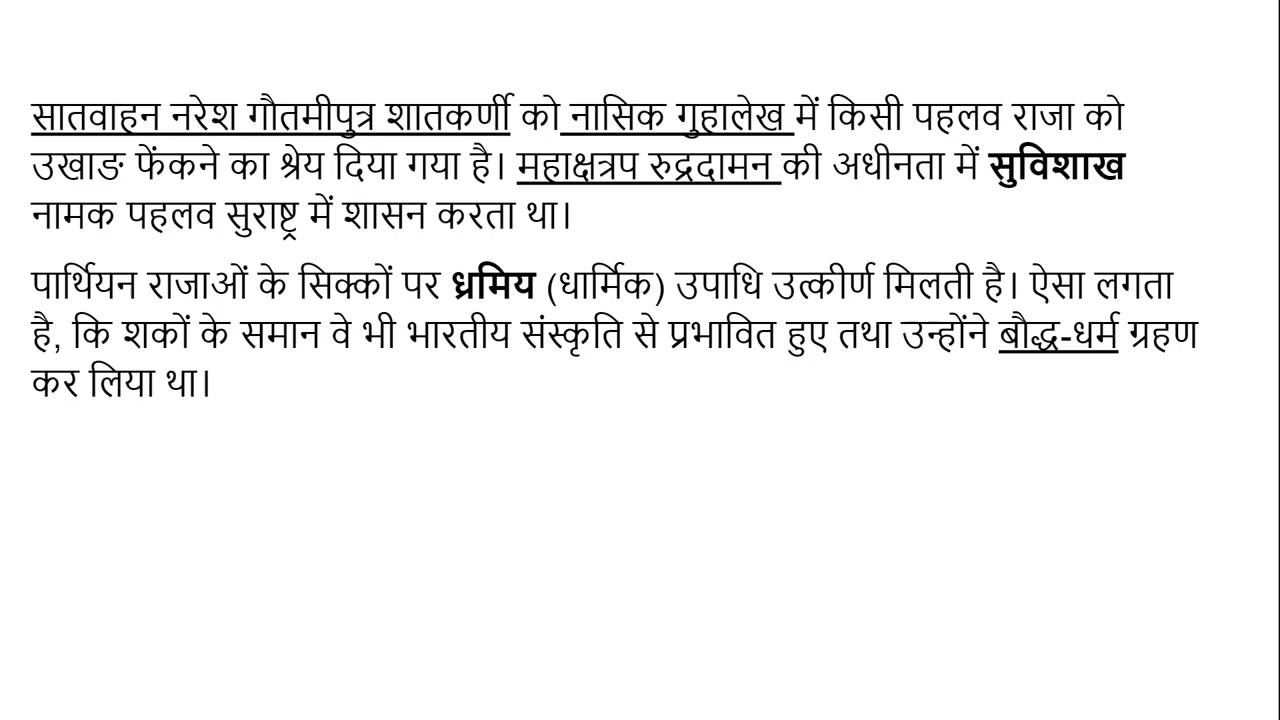 सातवाहन नरेश गौतमीपुत्र शातकर्णी को नासिक गुहालेख में किसी पहलव राजा को
उखाङ फेंकने का श्रेय दिया गया है। महाक्षत्रप रुद्रदामन की अधीनता में सुविशाख
नामक पहलव सुराष्ट्र में शासन करता था।
पार्थियन राजाओं के सिक्कों पर ध्रमिय (धार्मिक) उपाधि उत्कीर्ण मिलती है। ऐसा लगता
है, कि शकों के समान वे भी भारतीय संस्कृति से प्रभावित हुए तथा उन्होंने बौद्ध-धर्म ग्रहण
कर लिया था।